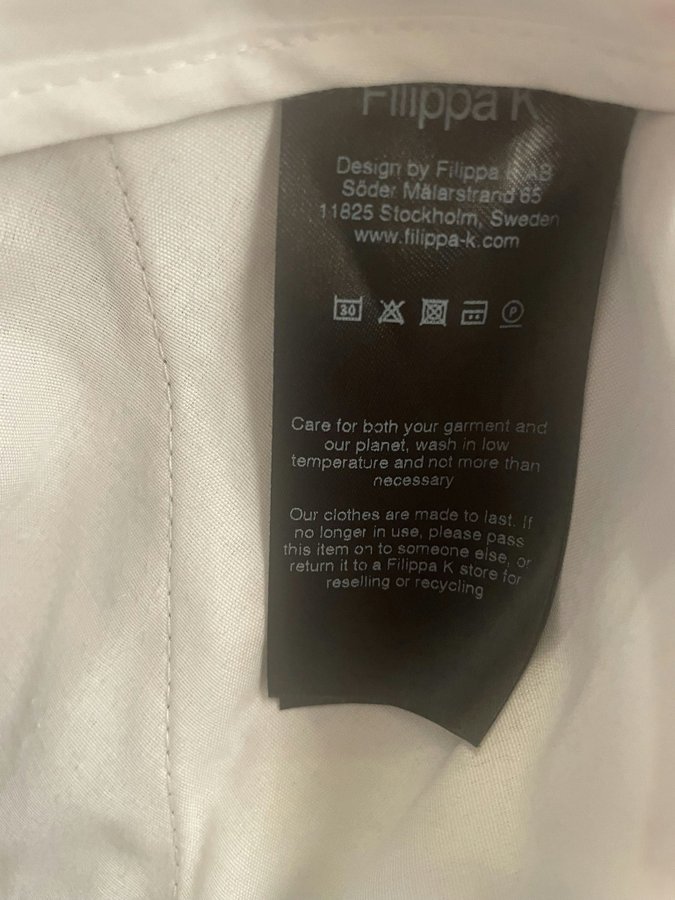 Filippa K
Design by Filippa K AB
Söder Mälarstrand 65
11825 Stockholm, Sweden
www.filippa-k.com
30 P
Care for both your garment and
our planet, wash in low
temperature and not more than
necessary
Our clothes are made to last. If
no longer in use, please pass
this item on to someone else, or
return it to a Filippa K store for
reselling or recycling